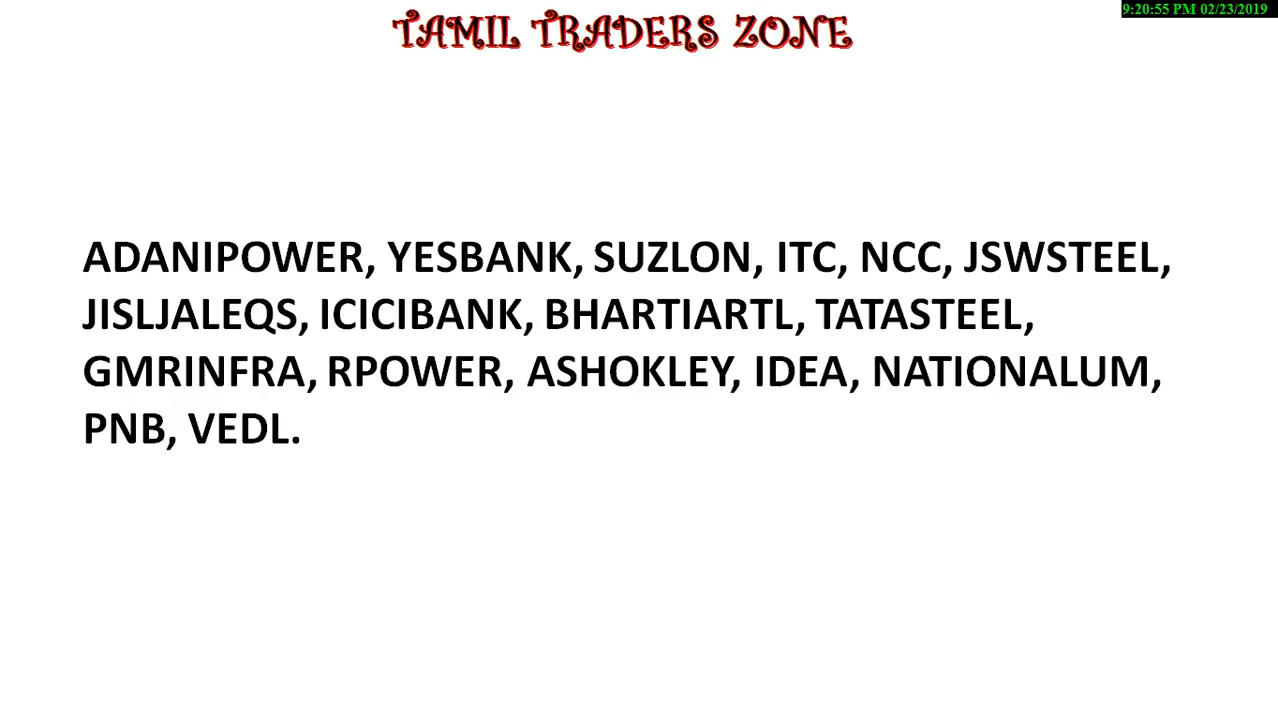 TAMIL TRADERS ZONE
9:20:55 PM 02/23/2019
ADANIPOWER, YESBANK, SUZLON, ITC, NCC, JSWSTEEL,
JISLJALEQS, ICICIBANK, BHARTIARTL, TATASTEEL,
GMRINFRA, RPOWER, ASHOKLEY, IDEA, NATIONALUM,
PNB, VEDL.